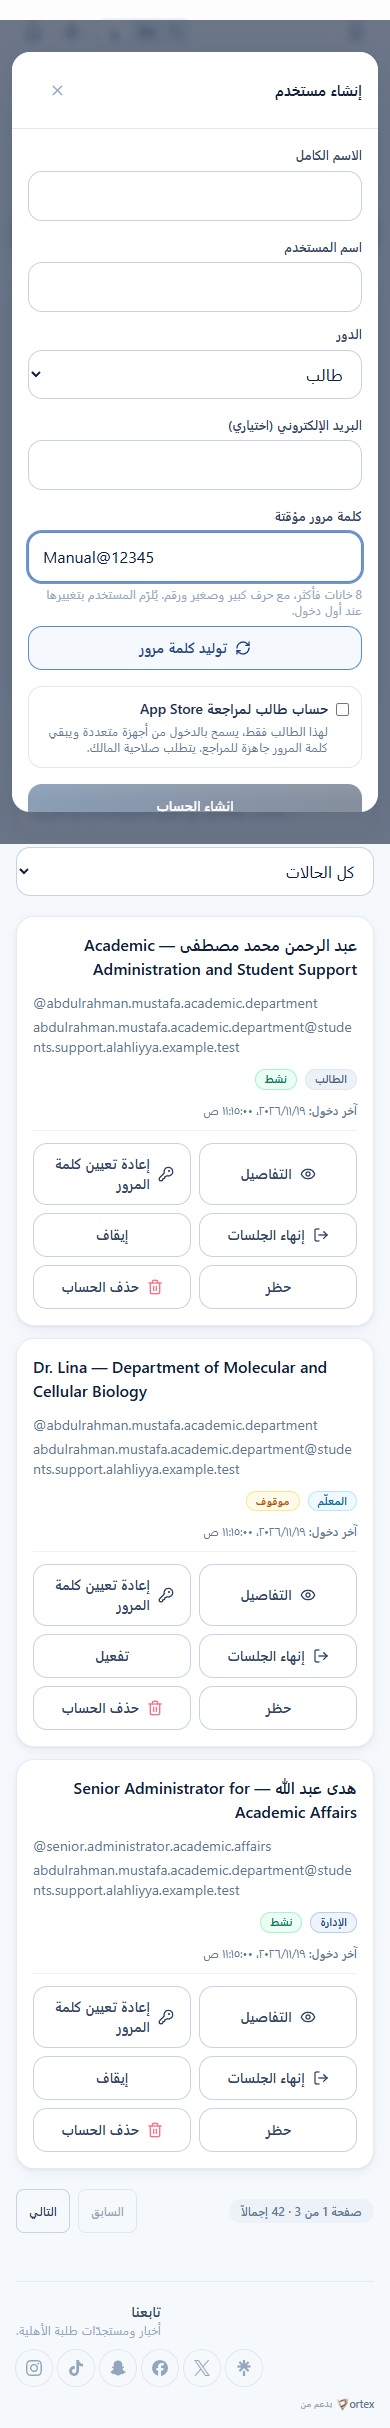 إنشاء مستخدم
الاسم الكامل
اسم المستخدم
الدور
طالب
البريد الإلكتروني (اختياري)
كلمة مرور مؤقتة
Manual@12345
8 خانات فأكثر، مع حرف كبير وصغير ورقم. يُلزَم المستخدم بتغييرها
عند أول دخول.
توليد كلمة مرور
حساب طالب لمراجعة App Store
لهذا الطالب فقط، يسمح بالدخول من أجهزة متعددة ويبقي
كلمة المرور جاهزة للمراجع. يتطلب صلاحية المالك.
إنشاء الحساب
كل الحالات
عبد الرحمن محمد مصطفى — Academic
Administration and Student Support
@abdulrahman.mustafa.academic.department
abdulrahman.mustafa.academic.department@stude
nts.support.alahliyya.example.test
الطالب
نشط
آخر دخول: ١٩‏/١١‏/٢٠٢٦، ١١:١٥:٠٠ ص
التفاصيل
إعادة تعيين كلمة
المرور
إنهاء الجلسات
إيقاف
حظر
حذف الحساب
Dr. Lina — Department of Molecular and
Cellular Biology
@abdulrahman.mustafa.academic.department
abdulrahman.mustafa.academic.department@stude
nts.support.alahliyya.example.test
المعلّم
موقوف
آخر دخول: ١٩‏/١١‏/٢٠٢٦، ١١:١٥:٠٠ ص
التفاصيل
إعادة تعيين كلمة
المرور
إنهاء الجلسات
تفعيل
حظر
حذف الحساب
هدى عبد الله — Senior Administrator for
Academic Affairs
@senior.administrator.academic.affairs
abdulrahman.mustafa.academic.department@stude
nts.support.alahliyya.example.test
الإدارة
نشط
آخر دخول: ١٩‏/١١‏/٢٠٢٦، ١١:١٥:٠٠ ص
التفاصيل
إعادة تعيين كلمة
المرور
إنهاء الجلسات
إيقاف
حظر
حذف الحساب
صفحة 1 من 3 · 42 إجمالاً
السابق
التالي
تابعنا
أخبار ومستجدّات طلبة الأهلية.
بدعم من ortex